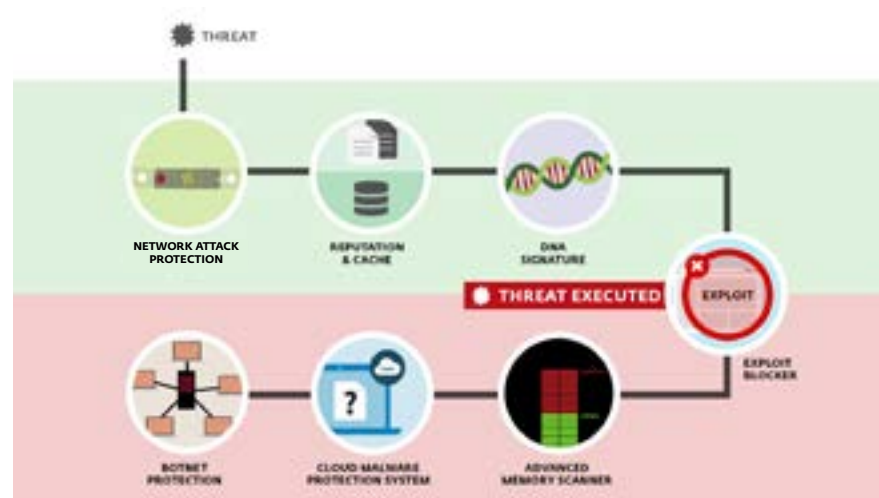 THREAT
NETWORK ATTACK
PROTECTION
REPUTATION
& CACHE
DNA
SIGNATURE
THREAT EXECUTED
EXPLOIT
EXPLOIT
BLOCKER
?
BOTNET
PROTECTION
CLOUD MALWARE
PROTECTION SYSTEM
ADVANCED
MEMORY SCANNER